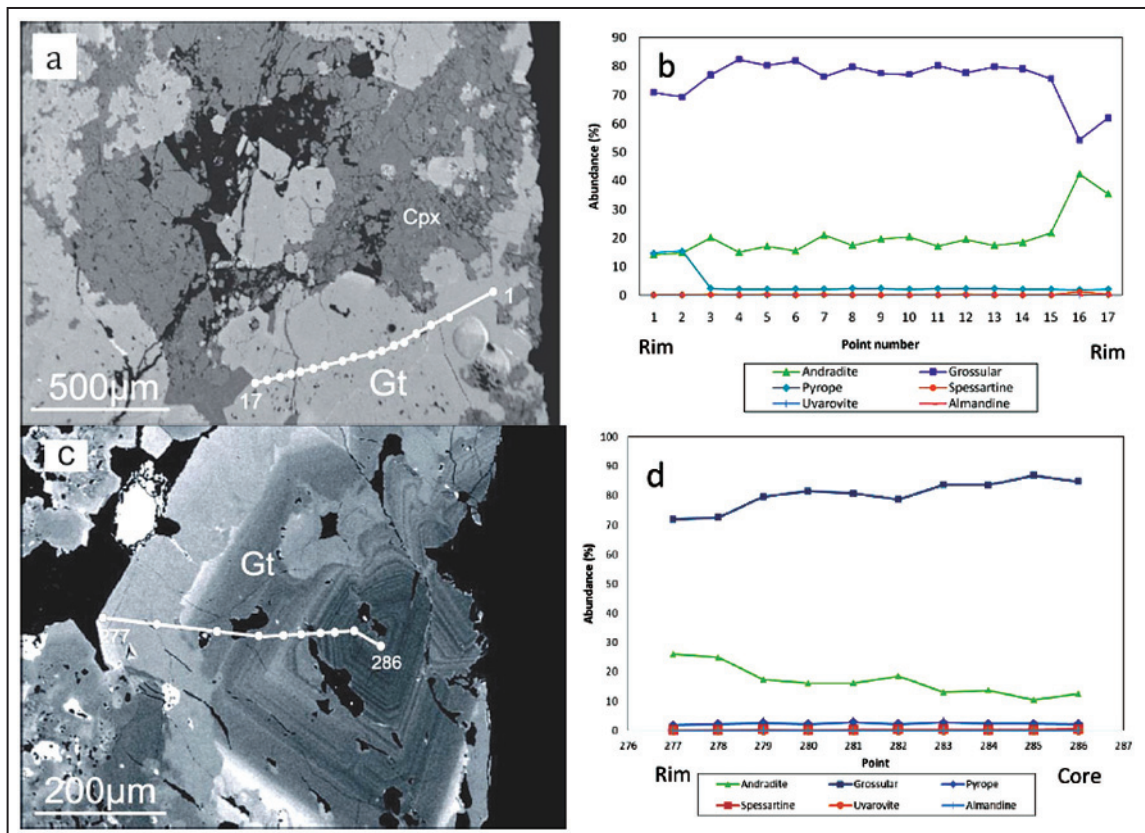 a
Cpx
1
17
Gt
500µm
b
Abundance (%)
90
80
70
60
50
40
30
20
10
0
1 2 3 4 5 6 7 8 9 10 11 12 13 14 15 16 17
Rim Point number Rim
Andradite Grossular
Pyrope Spessartine
Uvarovite Almandine
c
Gt
286
200µm
d
Abundance (%)
100
90
80
70
60
50
40
30
20
10
0
276 277 278 279 280 281 282 283 284 285 286 287
Rim Point Core
Andradite Grossular Pyrope
Spessartine Uvarovite Almandine